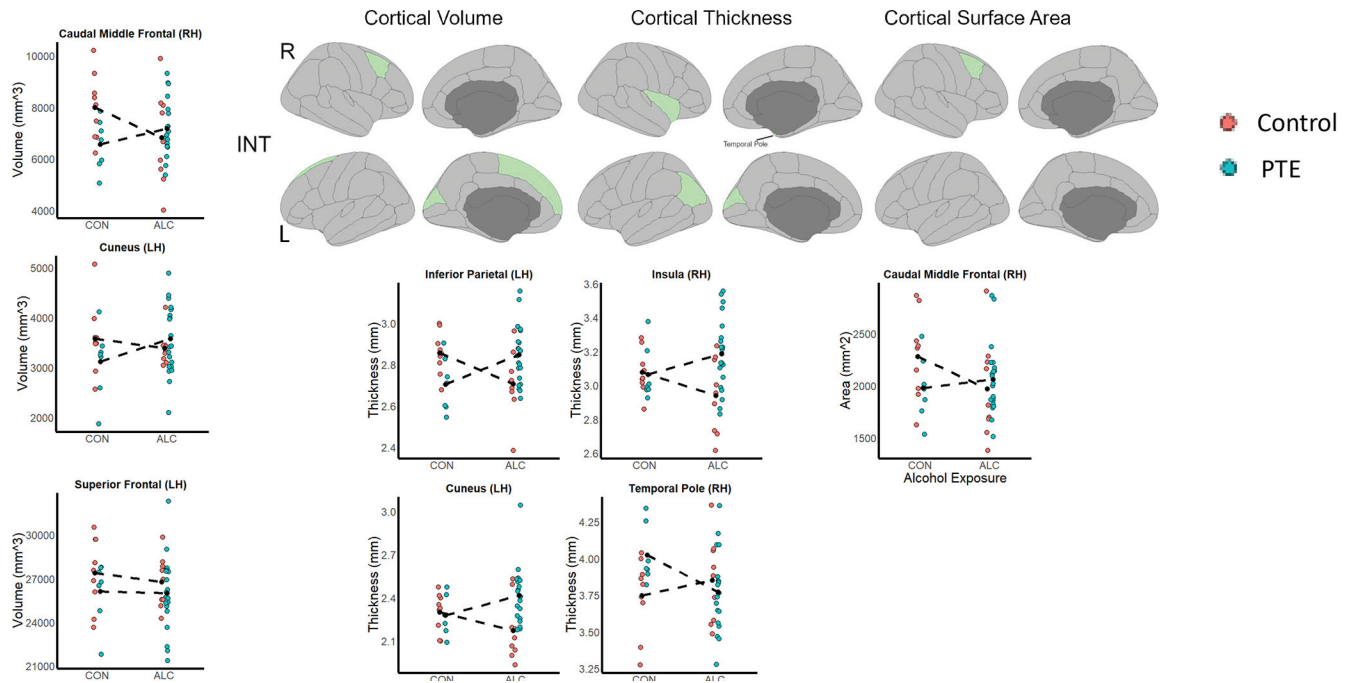 Cortical Volume
Cortical Thickness
Cortical Surface Area
R
INT
L
Temporal Pole
Control
PTE
Caudal Middle Frontal (RH)
Volume (mm^3)
10000
8000
6000
4000
CON
ALC
Cuneus (LH)
Volume (mm^3)
5000
4000
3000
2000
CON
ALC
Superior Frontal (LH)
Volume (mm^3)
30000
27000
24000
21000
CON
ALC
Inferior Parietal (LH)
Thickness (mm)
3.0
2.8
2.6
2.4
CON
ALC
Insula (RH)
Thickness (mm)
3.6
3.4
3.2
3.0
2.8
2.6
CON
ALC
Caudal Middle Frontal (RH)
Area (mm^2)
2500
2000
1500
CON
ALC
Alcohol Exposure
Cuneus (LH)
Thickness (mm)
3.0
2.7
2.4
2.1
CON
ALC
Temporal Pole (RH)
Thickness (mm)
4.25
4.00
3.75
3.50
3.25
CON
ALC